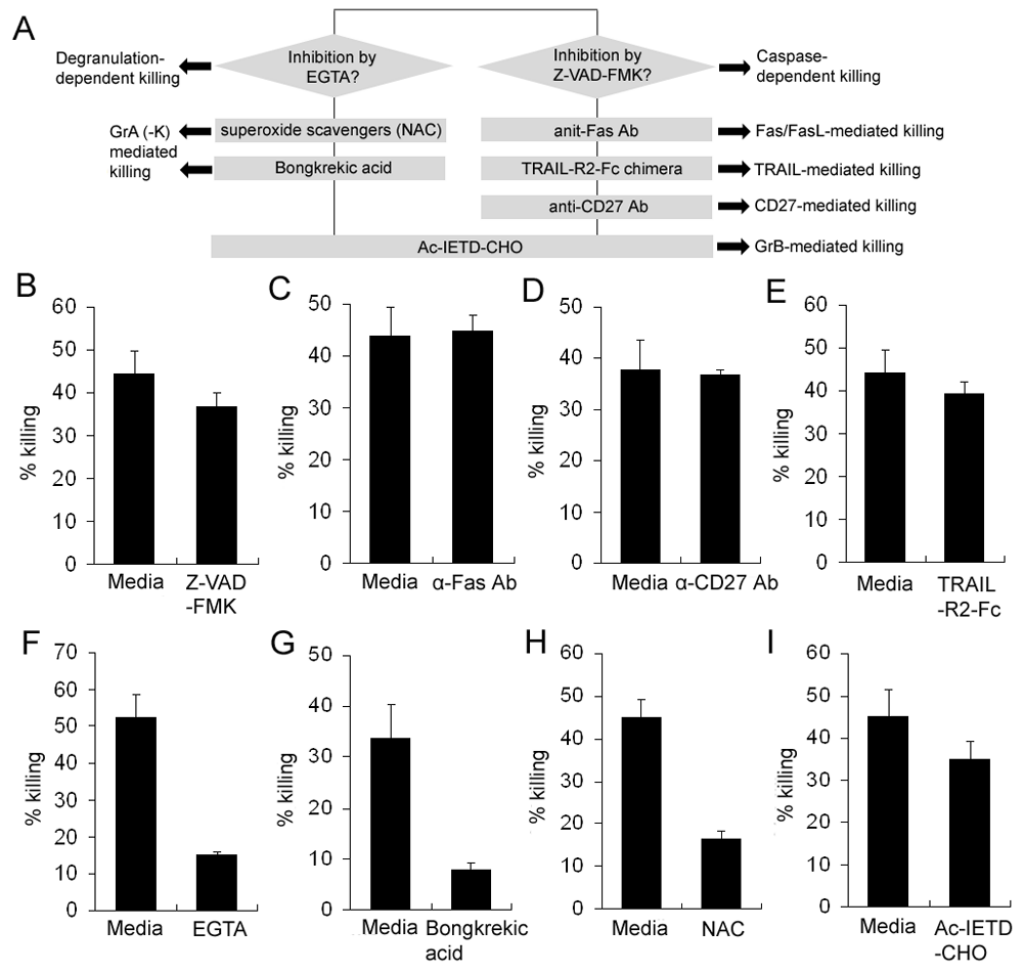 A
Degranulation-
dependent killing
Inhibition by
EGTA?
Inhibition by
Z-VAD-FMK?
Caspase-
dependent killing
GrA (-K)
mediated
killing
superoxide scavengers (NAC)
Bongkrekic acid
anit-Fas Ab
Fas/FasL-mediated killing
TRAIL-R2-Fc chimera
TRAIL-mediated killing
anti-CD27 Ab
CD27-mediated killing
Ac-IETD-CHO
GrB-mediated killing
B
% killing
60
50
40
30
20
10
0
Media
Z-VAD
-FMK
C
% killing
50
40
30
20
10
0
Media
α-Fas Ab
D
% killing
50
40
30
20
10
0
Media
α-CD27 Ab
E
% killing
60
50
40
30
20
10
0
Media
TRAIL
-R2-Fc
F
% killing
70
60
50
40
30
20
10
0
Media
EGTA
G
% killing
50
40
30
20
10
0
Media
Bongkrekic
acid
H
% killing
60
50
40
30
20
10
0
Media
NAC
I
% killing
60
50
40
30
20
10
0
Media
Ac-IETD
-CHO